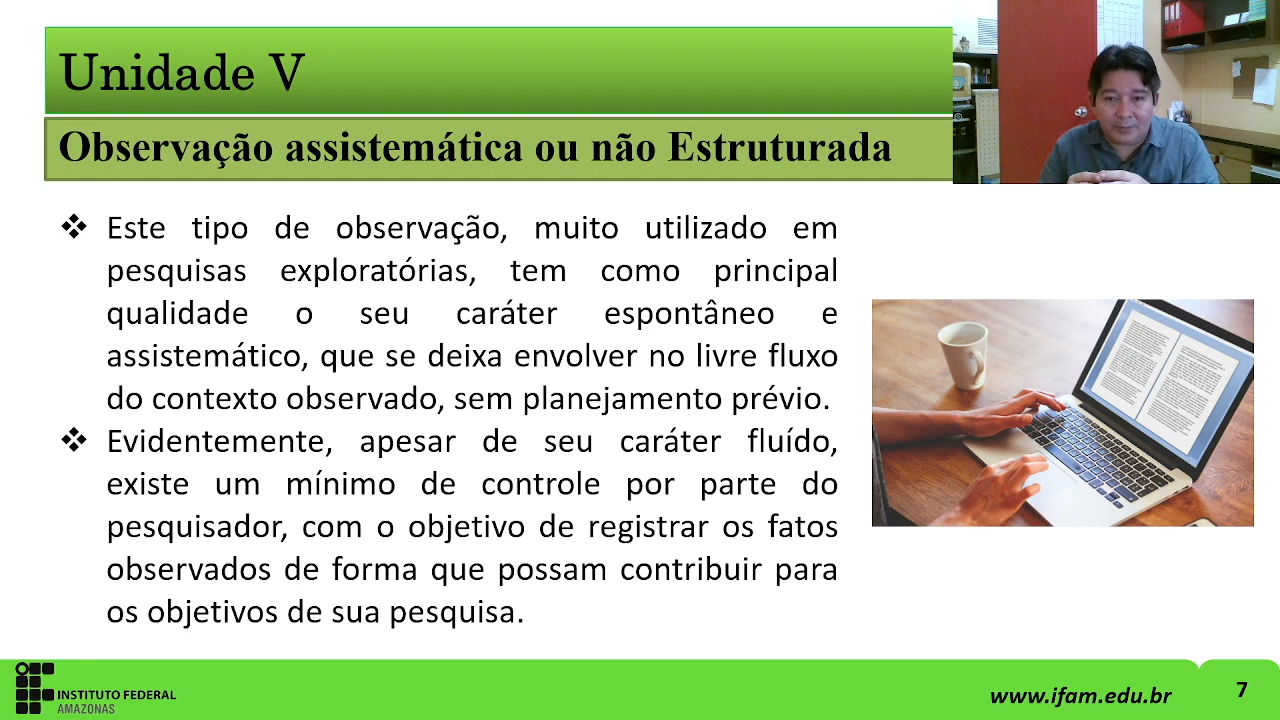 Unidade V
Observação assistemática ou não Estruturada
❖ Este tipo de observação, muito utilizado em
pesquisas exploratórias, tem como principal
qualidade o seu caráter espontâneo e
assistemático, que se deixa envolver no livre fluxo
do contexto observado, sem planejamento prévio.
❖ Evidentemente, apesar de seu caráter fluído,
existe um mínimo de controle por parte do
pesquisador, com o objetivo de registrar os fatos
observados de forma que possam contribuir para
os objetivos de sua pesquisa.
INSTITUTO FEDERAL
AMAZONAS
www.ifam.edu.br
7